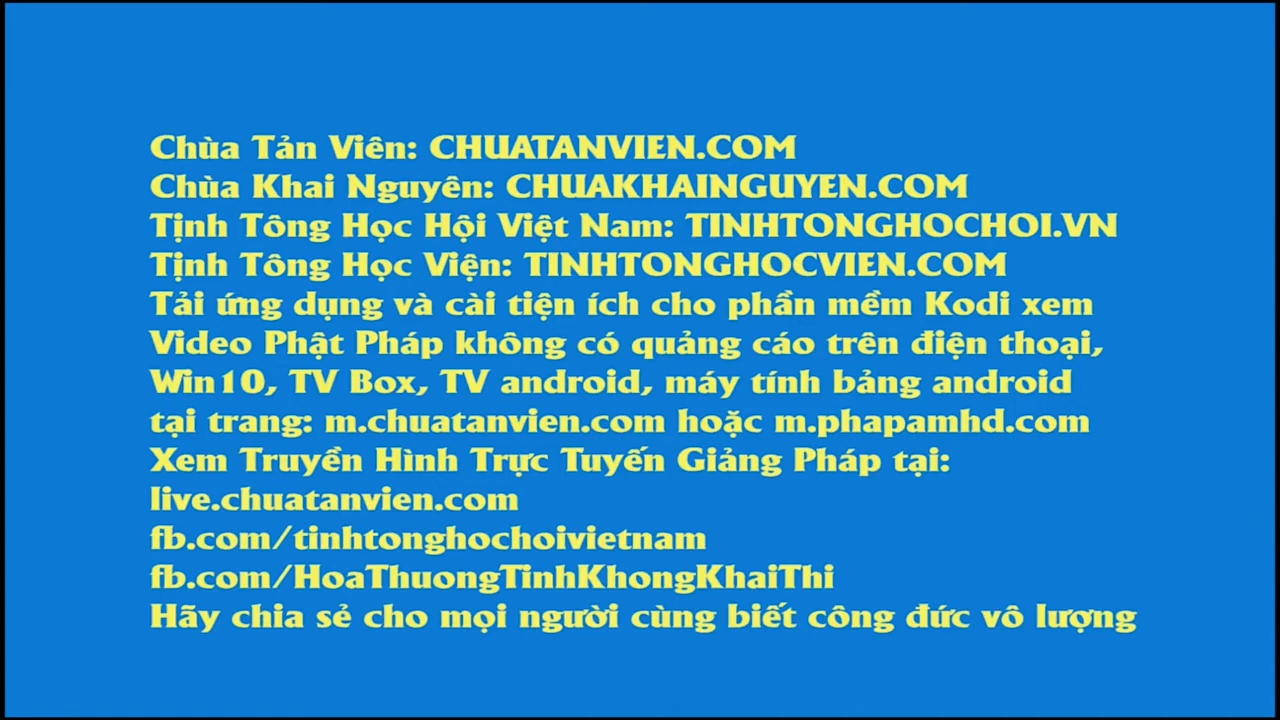 Chùa Tản Viên: CHUATANVIEN.COM
Chùa Khai Nguyên: CHUAKHAINGUYEN.COM
Tịnh Tông Học Hội Việt Nam: TINHTONGHOCHOI.VN
Tịnh Tông Học Viện: TINHTONGHOCVIEN.COM
Tải ứng dụng và cài tiện ích cho phần mềm Kodi xem
Video Phật Pháp không có quảng cáo trên điện thoại,
Win10, TV Box, TV android, máy tính bảng android
tại trang: m.chuatanvien.com hoặc m.phapamhd.com
Xem Truyền Hình Trực Tuyến Giảng Pháp tại:
live.chuatanvien.com
fb.com/tinhtonghochoivietnam
fb.com/HoaThuongTinhKhongKhaiThi
Hãy chia sẻ cho mọi người cùng biết công đức vô lượng